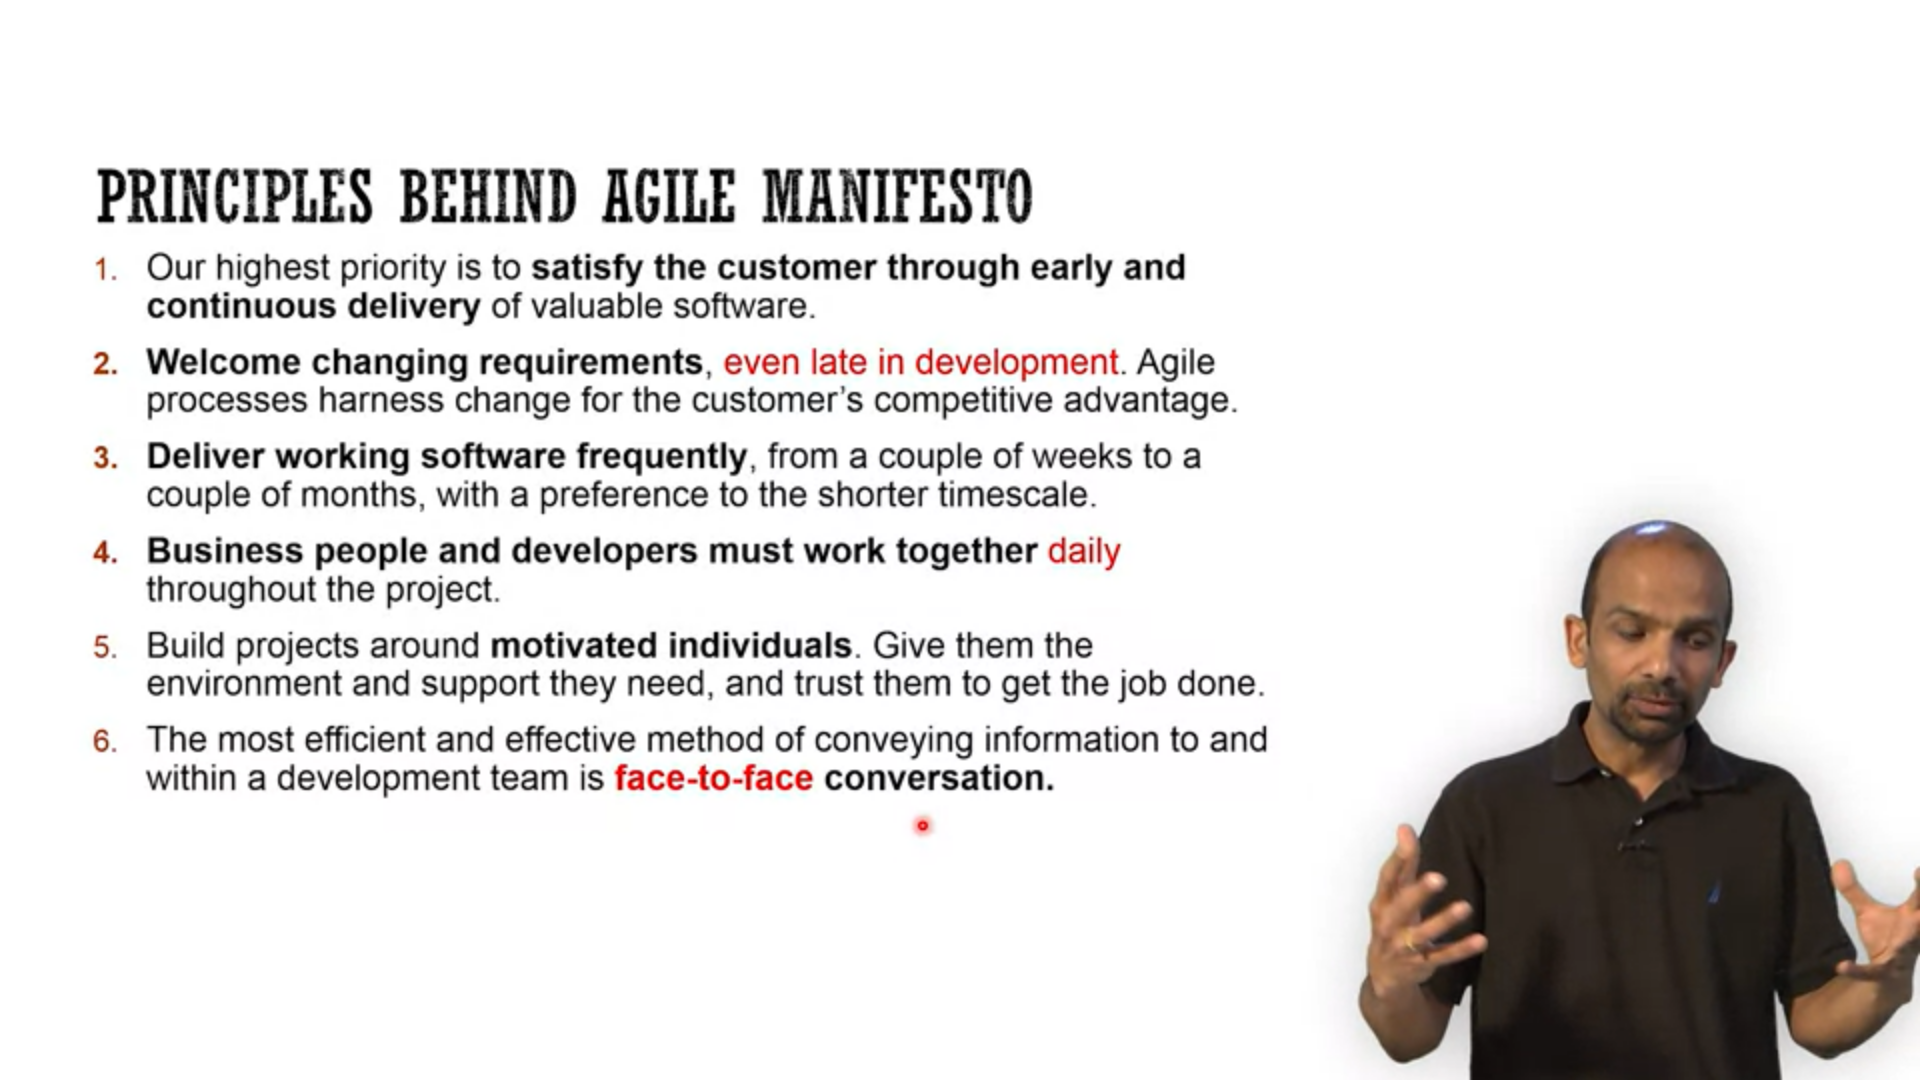 PRINCIPLES BEHIND AGILE MANIFESTO
1. Our highest priority is to satisfy the customer through early and
continuous delivery of valuable software.
2. Welcome changing requirements, even late in development. Agile
processes harness change for the customer’s competitive advantage.
3. Deliver working software frequently, from a couple of weeks to a
couple of months, with a preference to the shorter timescale.
4. Business people and developers must work together daily
throughout the project.
5. Build projects around motivated individuals. Give them the
environment and support they need, and trust them to get the job done.
6. The most efficient and effective method of conveying information to and
within a development team is face-to-face conversation.